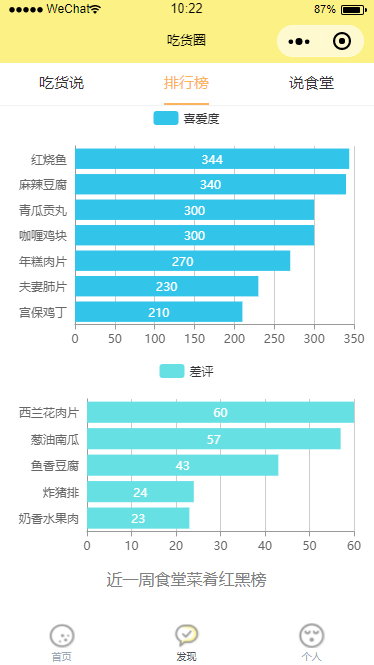 WeChat 10:22 87%
吃货圈
吃货说 排行榜 说食堂
喜爱度
红烧鱼 344
麻辣豆腐 340
青瓜贡丸 300
咖喱鸡块 300
年糕肉片 270
夫妻肺片 230
宫保鸡丁 210
0 50 100 150 200 250 300 350
差评
西兰花肉片 60
葱油南瓜 57
鱼香豆腐 43
炸猪排 24
奶香水果肉 23
0 10 20 30 40 50 60
近一周食堂菜肴红黑榜
首页 发现 个人